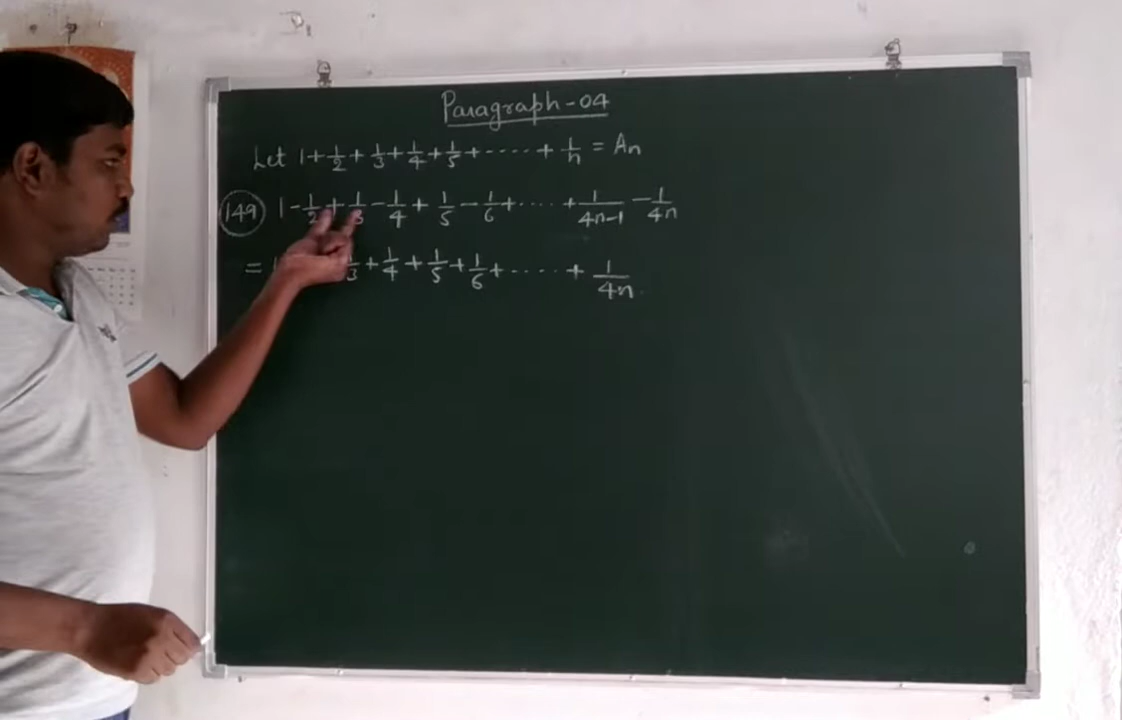 Paragraph-04
Let 1 + 1/2 + 1/3 + 1/4 + 1/5 + ..... + 1/n = An
149 1 - 1/2 + 1/3 - 1/4 + 1/5 - 1/6 + ..... + 1/4n-1 - 1/4n
= 1/3 + 1/4 + 1/5 + 1/6 + ..... + 1/4n